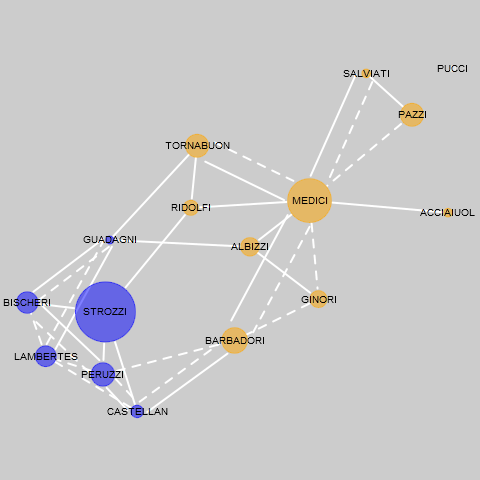 PUCCI
SALVIATI
PAZZI
TORNABUON
MEDICI
RIDOLFI
ACCIAIUOL
GUADAGNI
ALBIZZI
GINORI
BISCHERI
STROZZI
BARBADORI
LAMBERTES
PERUZZI
CASTELLAN